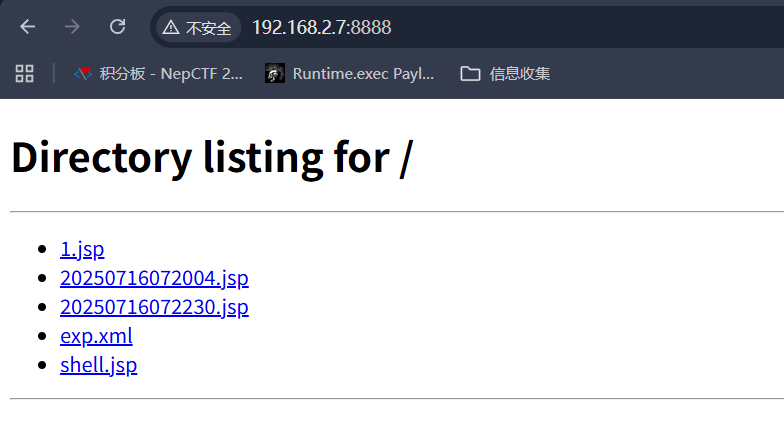 不安全 192.168.2.7:8888
积分板 - NepCTF 2... Runtime.exec Payl... 信息收集
Directory listing for /
1.jsp
20250716072004.jsp
20250716072230.jsp
exp.xml
shell.jsp